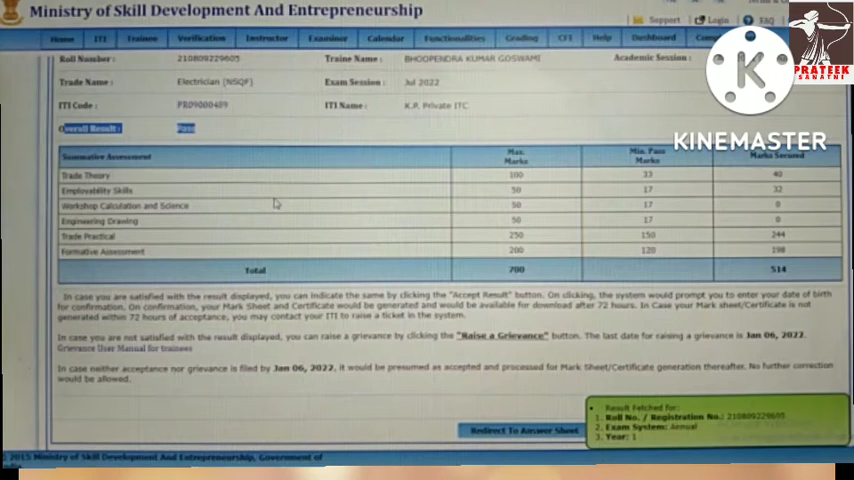 Ministry of Skill Development And Entrepreneurship
Support Login FAQ
Home ITI Trainee Verification Instructor Examiner Calendar Functionalities Grading CFI Help Dashboard
Roll Number : 210809229605 Traine Name : BHOOPENDRA KUMAR GOSWAMI Academic Session :
Trade Name : Electrician (NSQF) Exam Session : Jul 2022
ITI Code : PR09000489 ITI Name : K.P. Private ITC
Overall Result : Pass
Summative Assessment Max. Marks Min. Pass Marks Marks Secured
Trade Theory 100 33 40
Employability Skills 50 17 32
Workshop Calculation and Science 50 17 0
Engineering Drawing 50 17 0
Trade Practical 250 150 244
Formative Assessment 200 120 198
Total 700 514
In case you are satisfied with the result displayed, you can indicate the same by clicking the "Accept Result" button. On clicking, the system would prompt you to enter your date of birth
for confirmation. On confirmation, your Mark Sheet and Certificate would be generated and would be available for download after 72 hours. In Case your Mark sheet/Certificate is not
generated within 72 hours of acceptance, you may contact your ITI to raise a ticket in the system.
In case you are not satisfied with the result displayed, you can raise a grievance by clicking the "Raise a Grievance" button. The last date for raising a grievance is Jan 06, 2022.
Grievance User Manual for trainees
In case neither acceptance nor grievance is filed by Jan 06, 2022, it would be presumed as accepted and processed for Mark Sheet/Certificate generation thereafter. No further correction
would be allowed.
Redirect To Answer Sheet
Result Fetched for:
1. Roll No. / Registration No.: 210809229605
2. Exam System: Annual
3. Year: 1
2015 Ministry of Skill Development And Entrepreneurship, Government of
India
K
KINEMASTER
PRATEEK
SANATNI